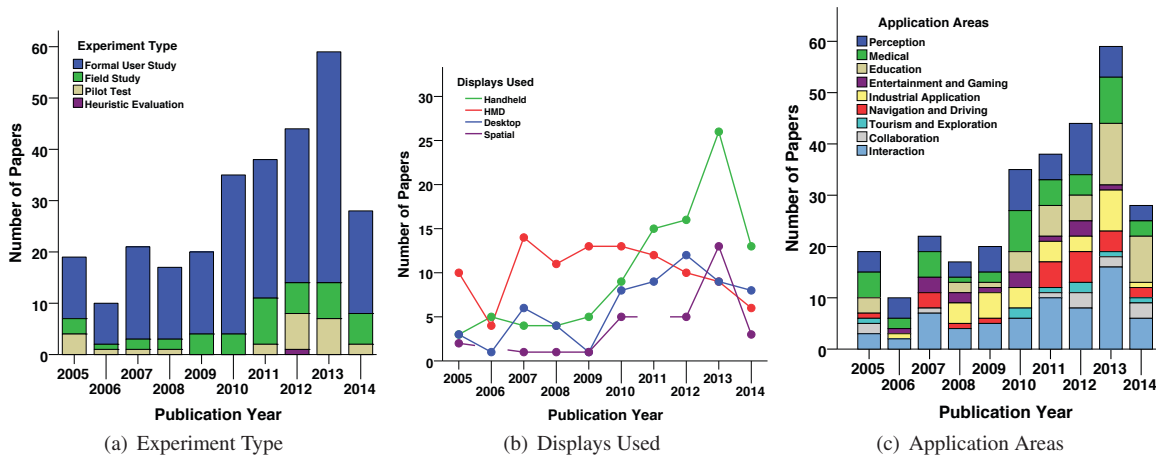 Experiment Type
Formal User Study
Field Study
Pilot Test
Heuristic Evaluation
Number of Papers
60
50
40
30
20
10
0
2005
2006
2007
2008
2009
2010
2011
2012
2013
2014
Publication Year
(a) Experiment Type
Displays Used
Handheld
HMD
Desktop
Spatial
Number of Papers
30
25
20
15
10
5
0
2005
2006
2007
2008
2009
2010
2011
2012
2013
2014
Publication Year
(b) Displays Used
Application Areas
Perception
Medical
Education
Entertainment and Gaming
Industrial Application
Navigation and Driving
Tourism and Exploration
Collaboration
Interaction
Number of Papers
60
50
40
30
20
10
0
2005
2006
2007
2008
2009
2010
2011
2012
2013
2014
Publication Year
(c) Application Areas